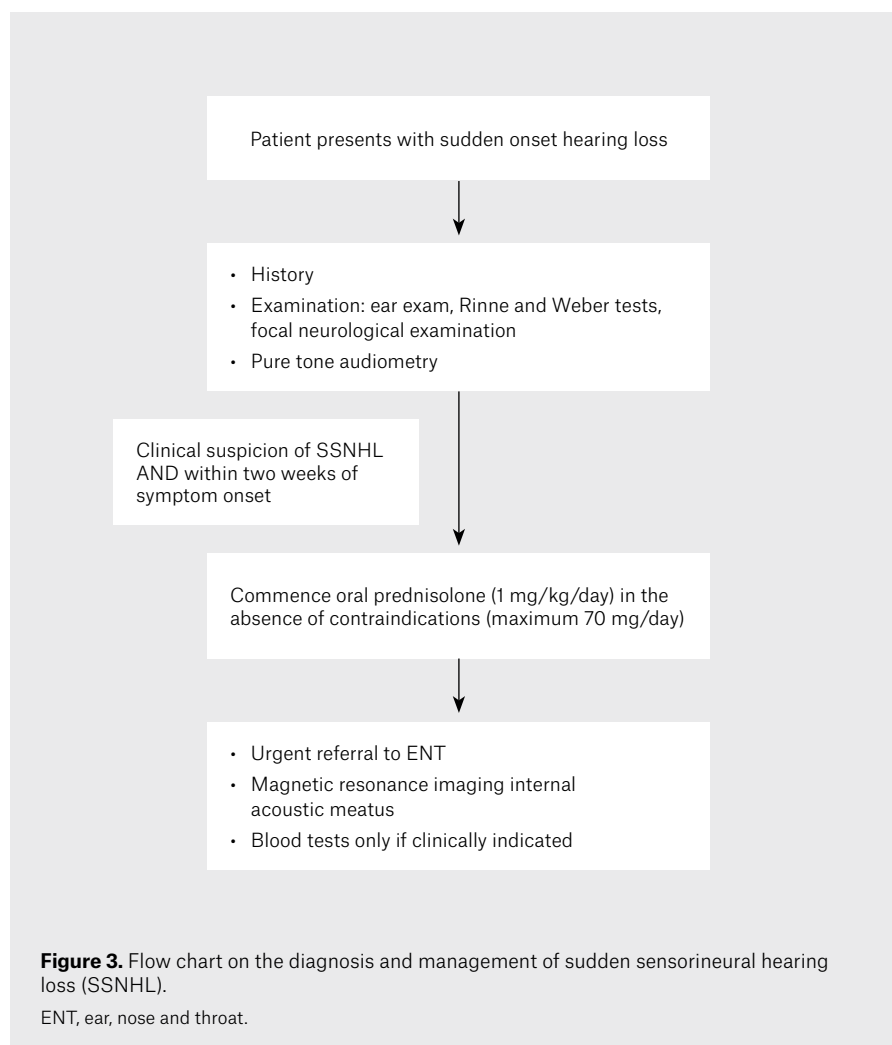 Patient presents with sudden onset hearing loss
• History
• Examination: ear exam, Rinne and Weber tests,
focal neurological examination
• Pure tone audiometry
Clinical suspicion of SSNHL
AND within two weeks of
symptom onset
Commence oral prednisolone (1 mg/kg/day) in the
absence of contraindications (maximum 70 mg/day)
• Urgent referral to ENT
• Magnetic resonance imaging internal
acoustic meatus
• Blood tests only if clinically indicated
Figure 3. Flow chart on the diagnosis and management of sudden sensorineural hearing
loss (SSNHL).
ENT, ear, nose and throat.